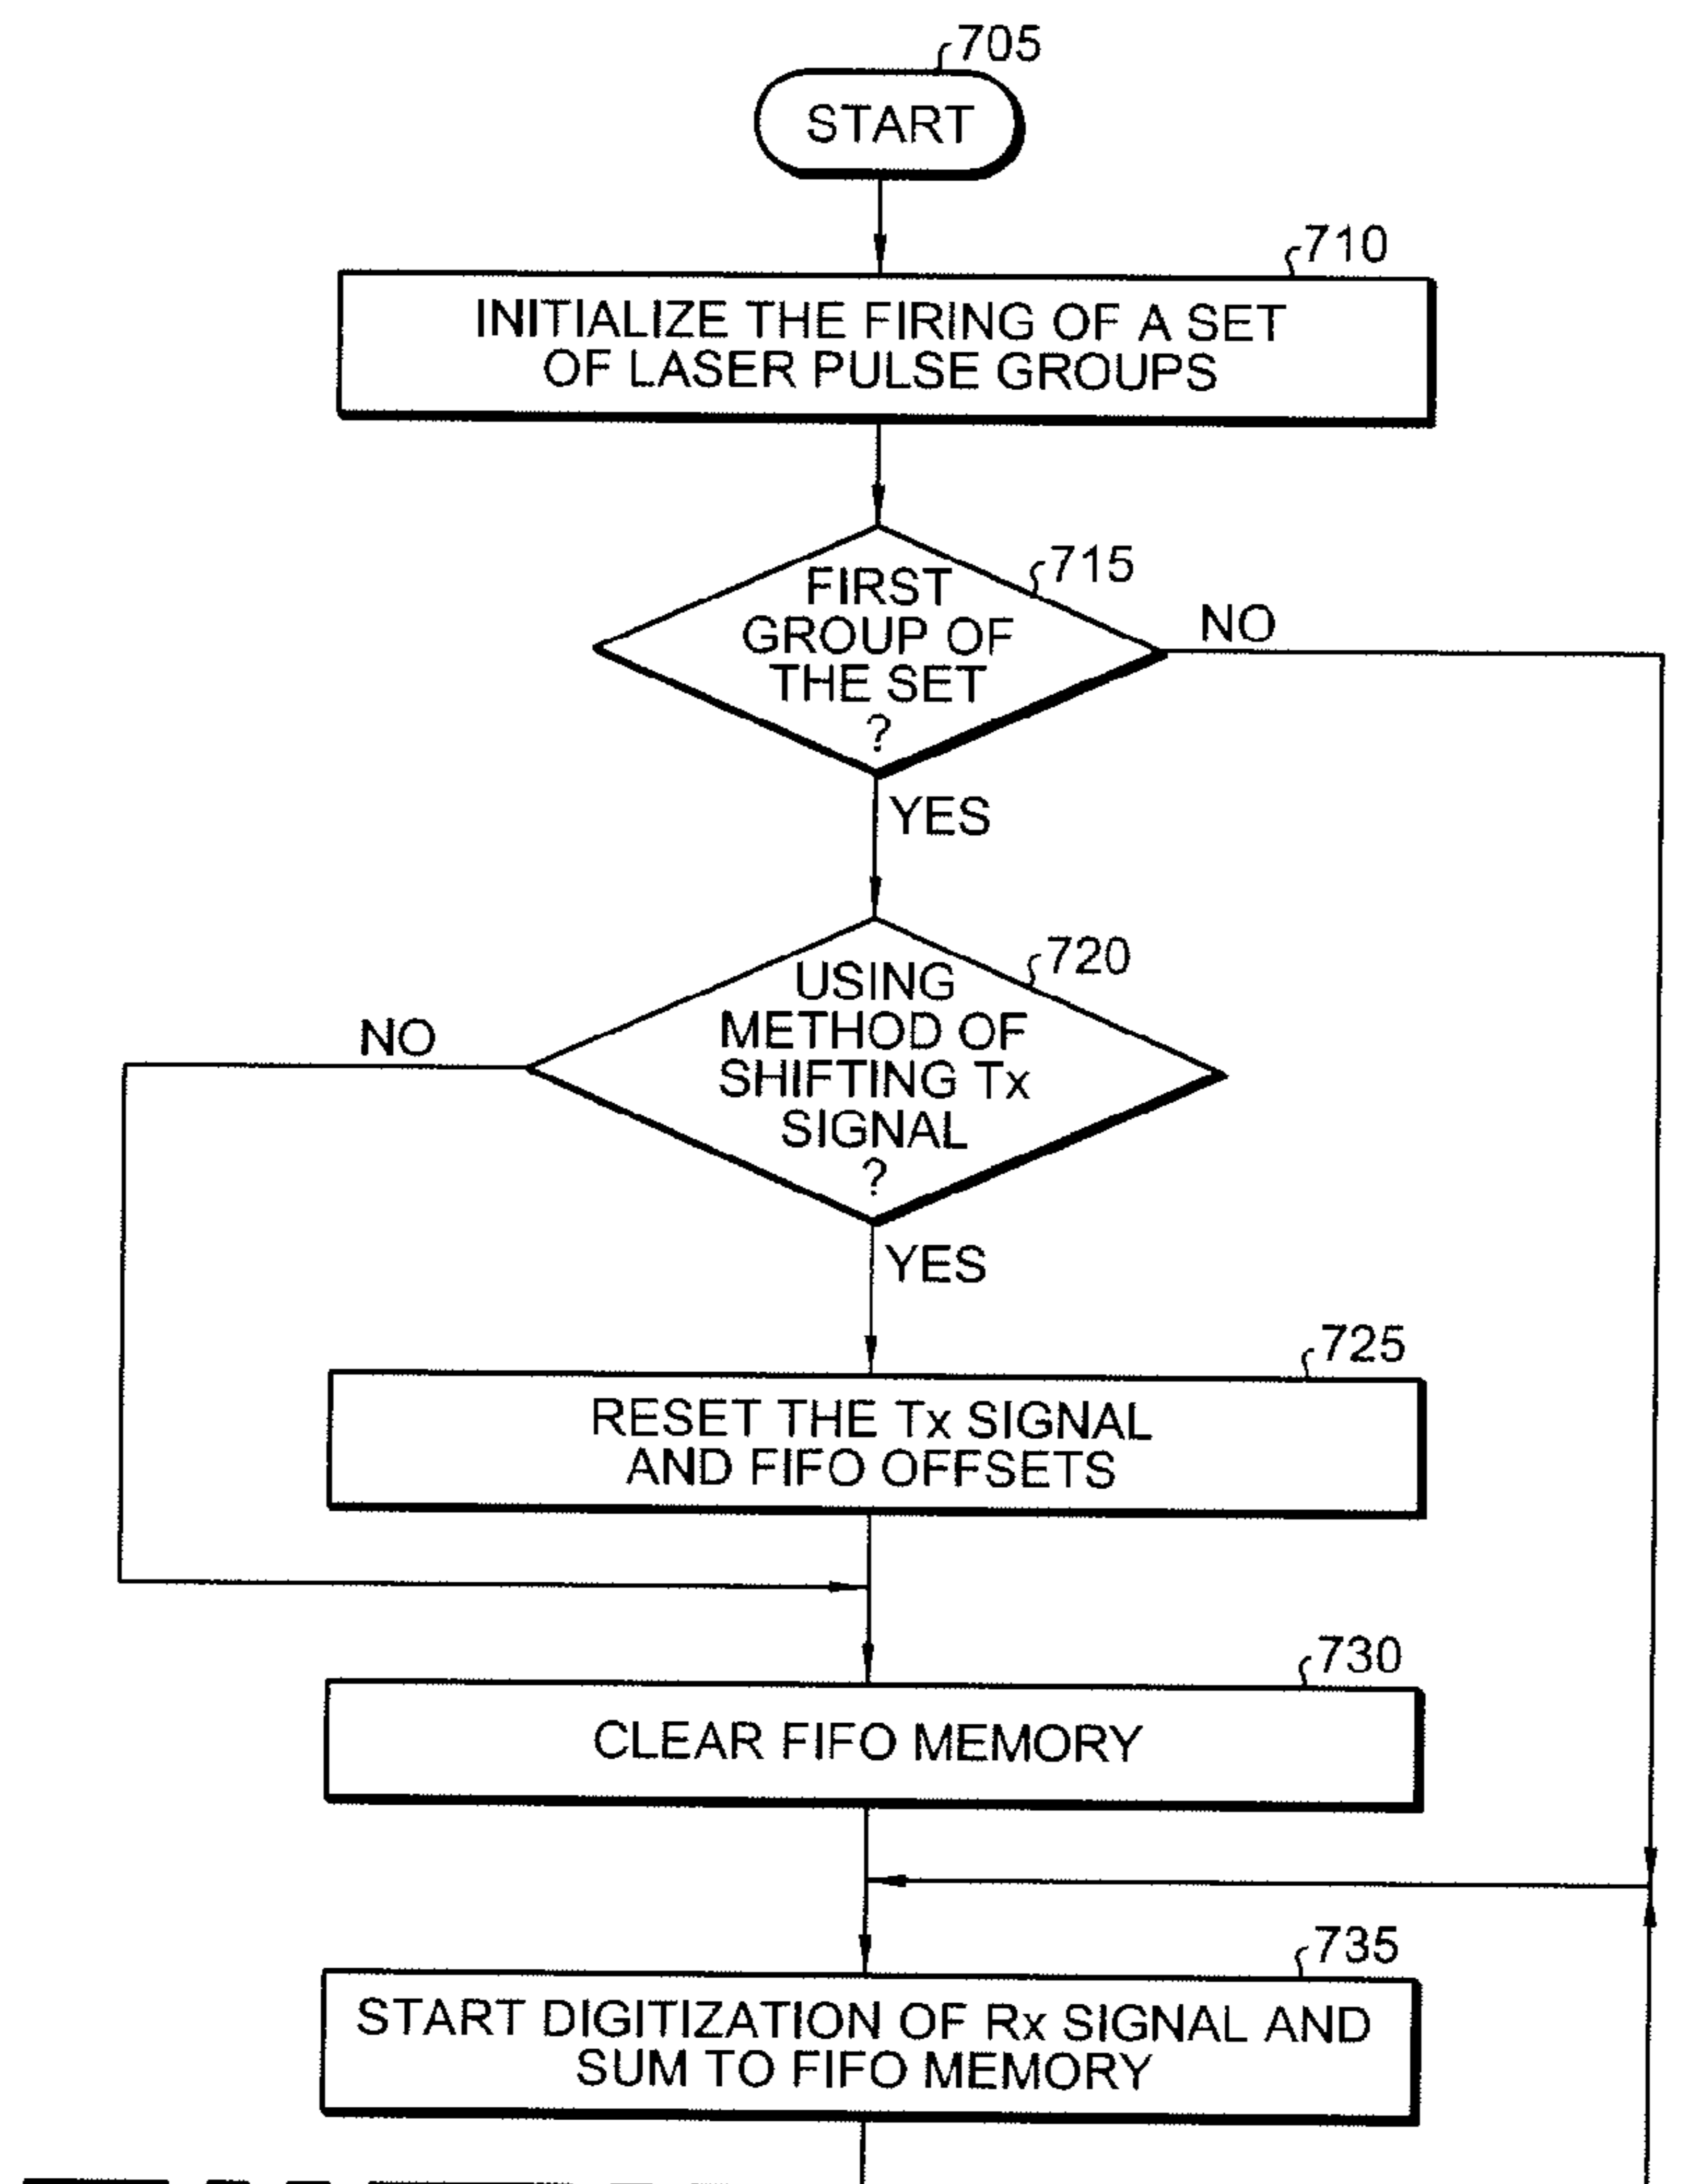 705
START
710
INITIALIZE THE FIRING OF A SET
OF LASER PULSE GROUPS
715
FIRST
GROUP OF
THE SET
?
NO
YES
720
USING
METHOD OF
SHIFTING Tx
SIGNAL
?
NO
YES
725
RESET THE Tx SIGNAL
AND FIFO OFFSETS
730
CLEAR FIFO MEMORY
735
START DIGITIZATION OF Rx SIGNAL AND
SUM TO FIFO MEMORY